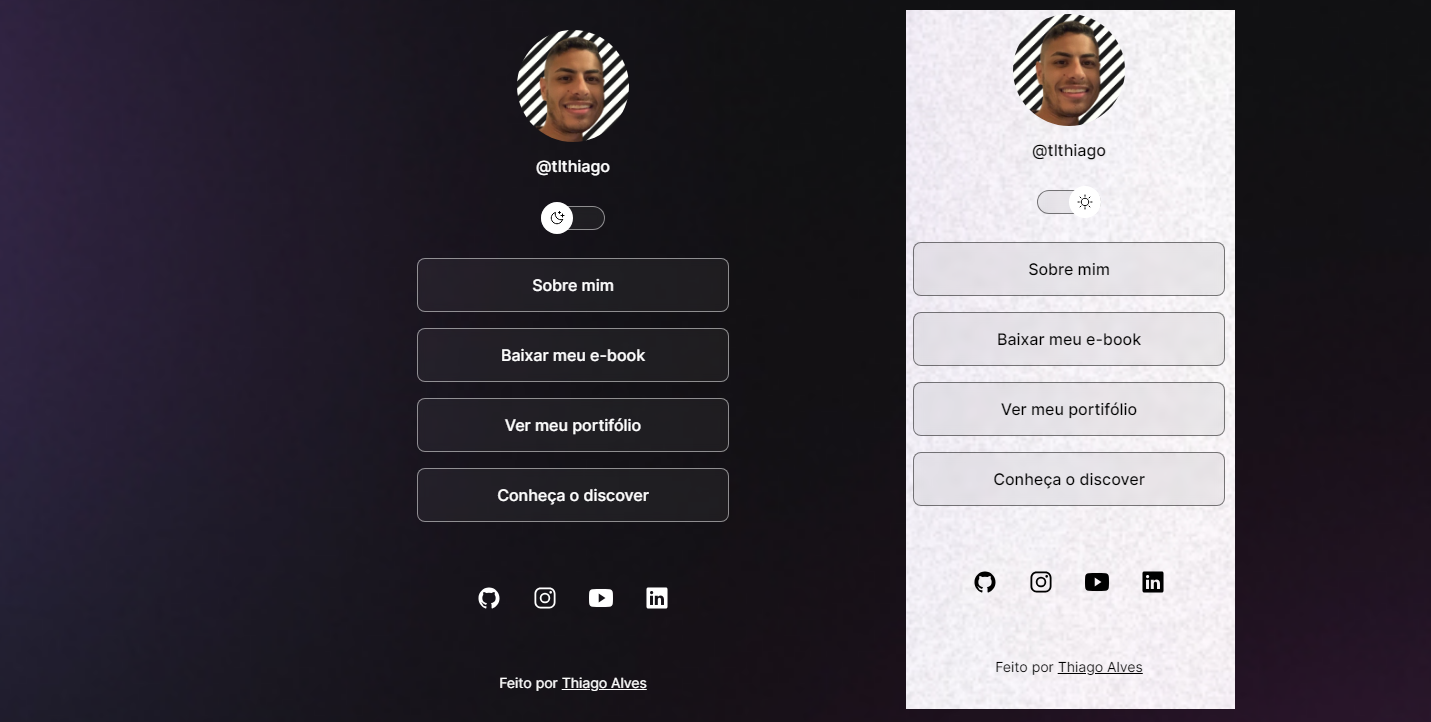 @tlthiago
Sobre mim
Baixar meu e-book
Ver meu portifólio
Conheça o discover
Feito por Thiago Alves
@tlthiago
Sobre mim
Baixar meu e-book
Ver meu portifólio
Conheça o discover
Feito por Thiago Alves